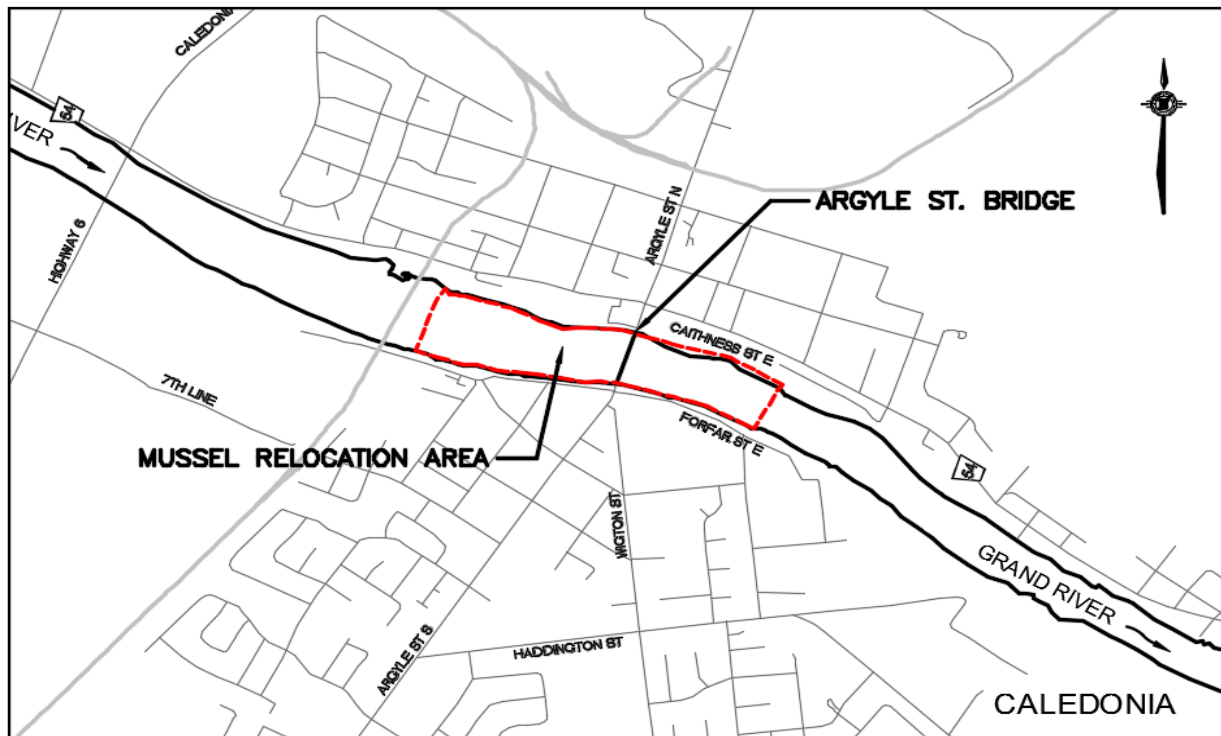 CALEDONIA
54
IVER
HIGHWAY 6
ARGYLE ST N
ARGYLE ST. BRIDGE
CAITHNESS ST E
7TH LINE
FORFAR ST E
MUSSEL RELOCATION AREA
54
WIGTON ST
GRAND RIVER
ARGYLE ST S
HADDINGTON ST
CALEDONIA